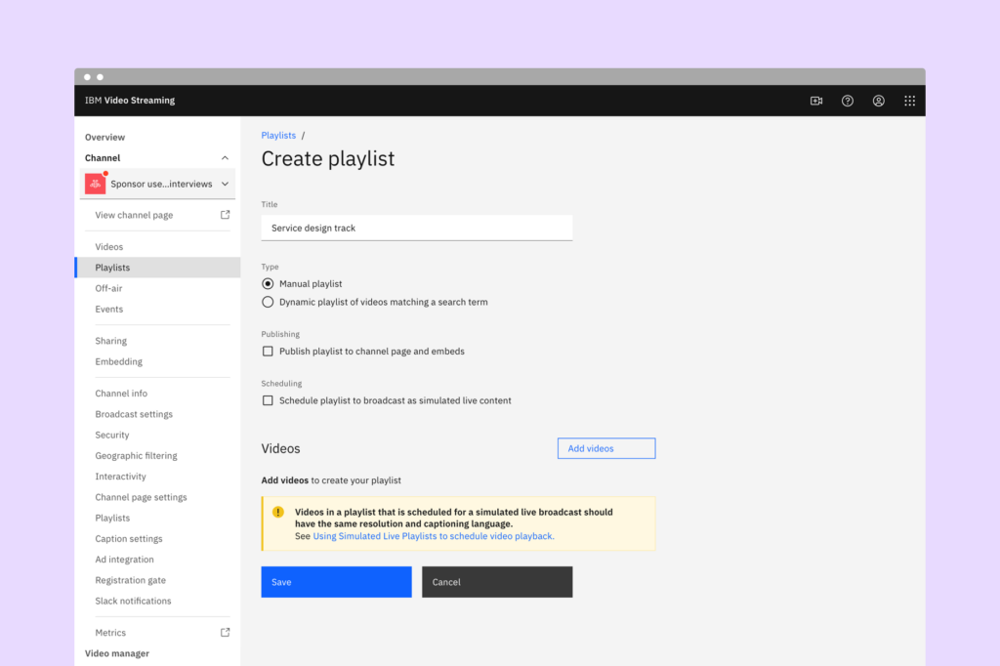 IBM Video Streaming
Overview
Channel
Sponsor use...interviews
View channel page
Videos
Playlists
Off-air
Events
Sharing
Embedding
Channel info
Broadcast settings
Security
Geographic filtering
Interactivity
Channel page settings
Playlists
Caption settings
Ad integration
Registration gate
Slack notifications
Metrics
Video manager
Playlists /
Create playlist
Title
Service design track
Type
Manual playlist
Dynamic playlist of videos matching a search term
Publishing
Publish playlist to channel page and embeds
Scheduling
Schedule playlist to broadcast as simulated live content
Videos
Add videos
Add videos to create your playlist
Videos in a playlist that is scheduled for a simulated live broadcast should
have the same resolution and captioning language.
See Using Simulated Live Playlists to schedule video playback.
Save
Cancel